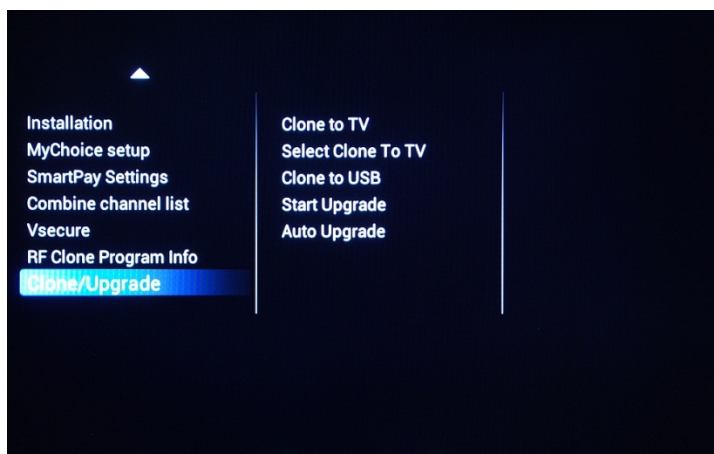 Installation
MyChoice setup
SmartPay Settings
Combine channel list
Vsecure
RF Clone Program Info
Clone/Upgrade
Clone to TV
Select Clone To TV
Clone to USB
Start Upgrade
Auto Upgrade